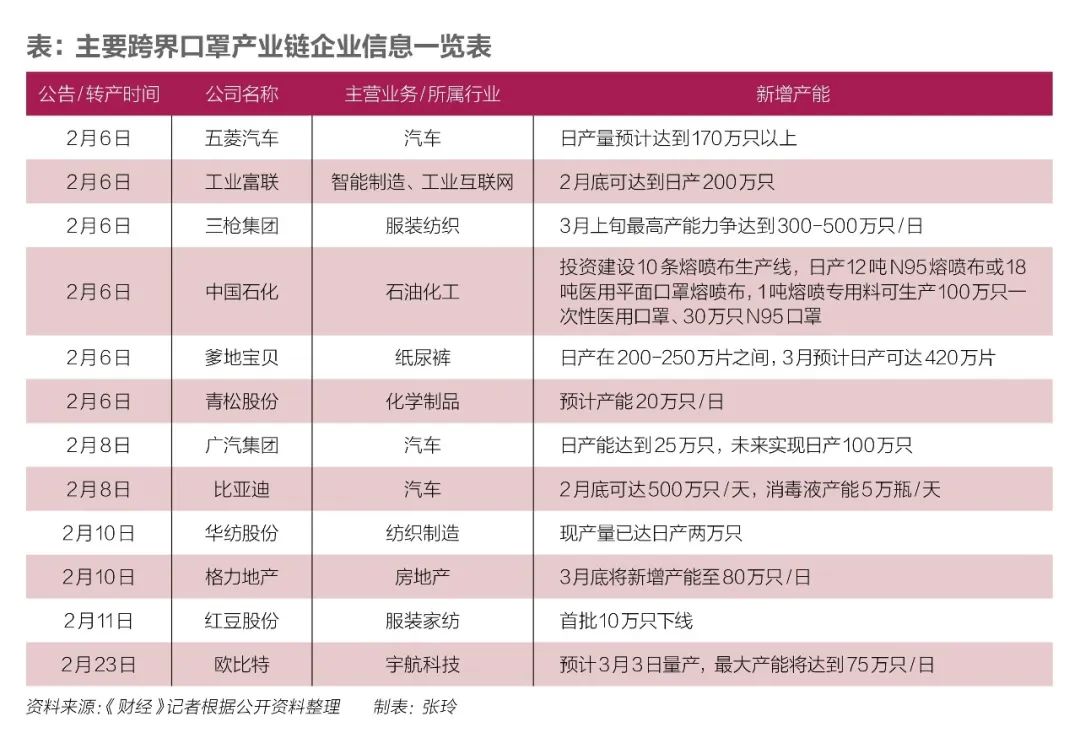 表：主要跨界口罩产业链企业信息一览表
公告/转产时间 公司名称 主营业务/所属行业 新增产能
2月6日 五菱汽车 汽车 日产量预计达到170万只以上
2月6日 工业富联 智能制造、工业互联网 2月底可达到日产200万只
2月6日 三枪集团 服装纺织 3月上旬最高产能力争达到300-500万只/日
2月6日 中国石化 石油化工 投资建设10条熔喷布生产线，日产12吨N95熔喷布或18
吨医用平面口罩熔喷布，1吨熔喷专用料可生产100万只一
次性医用口罩、30万只N95口罩
2月6日 爹地宝贝 纸尿裤 日产在200-250万片之间，3月预计日产可达420万片
2月6日 青松股份 化学制品 预计产能20万只/日
2月8日 广汽集团 汽车 日产能达到25万只，未来实现日产100万只
2月8日 比亚迪 汽车 2月底可达500万只/天，消毒液产能5万瓶/天
2月10日 华纺股份 纺织制造 现产量已达日产两万只
2月10日 格力地产 房地产 3月底将新增产能至80万只/日
2月11日 红豆股份 服装家纺 首批10万只下线
2月23日 欧比特 宇航科技 预计3月3日量产，最大产能将达到75万只/日
资料来源：《财经》记者根据公开资料整理 制表：张玲